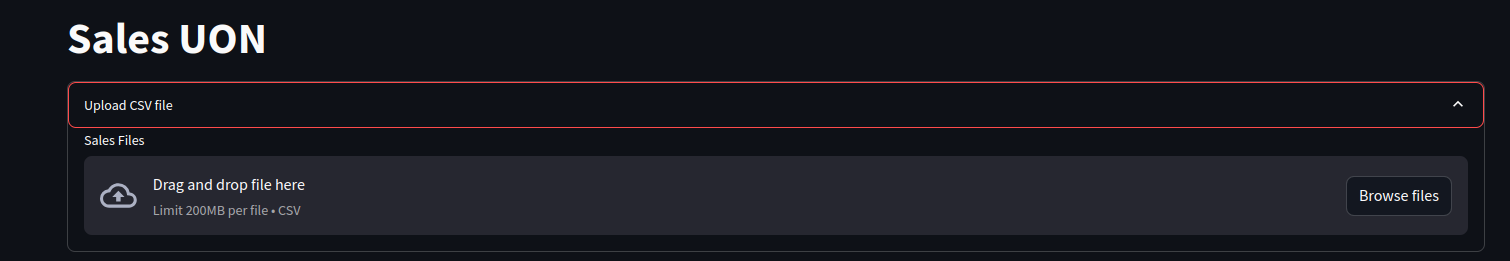 Sales UON
Upload CSV file
Sales Files
Drag and drop file here
Limit 200MB per file • CSV
Browse files